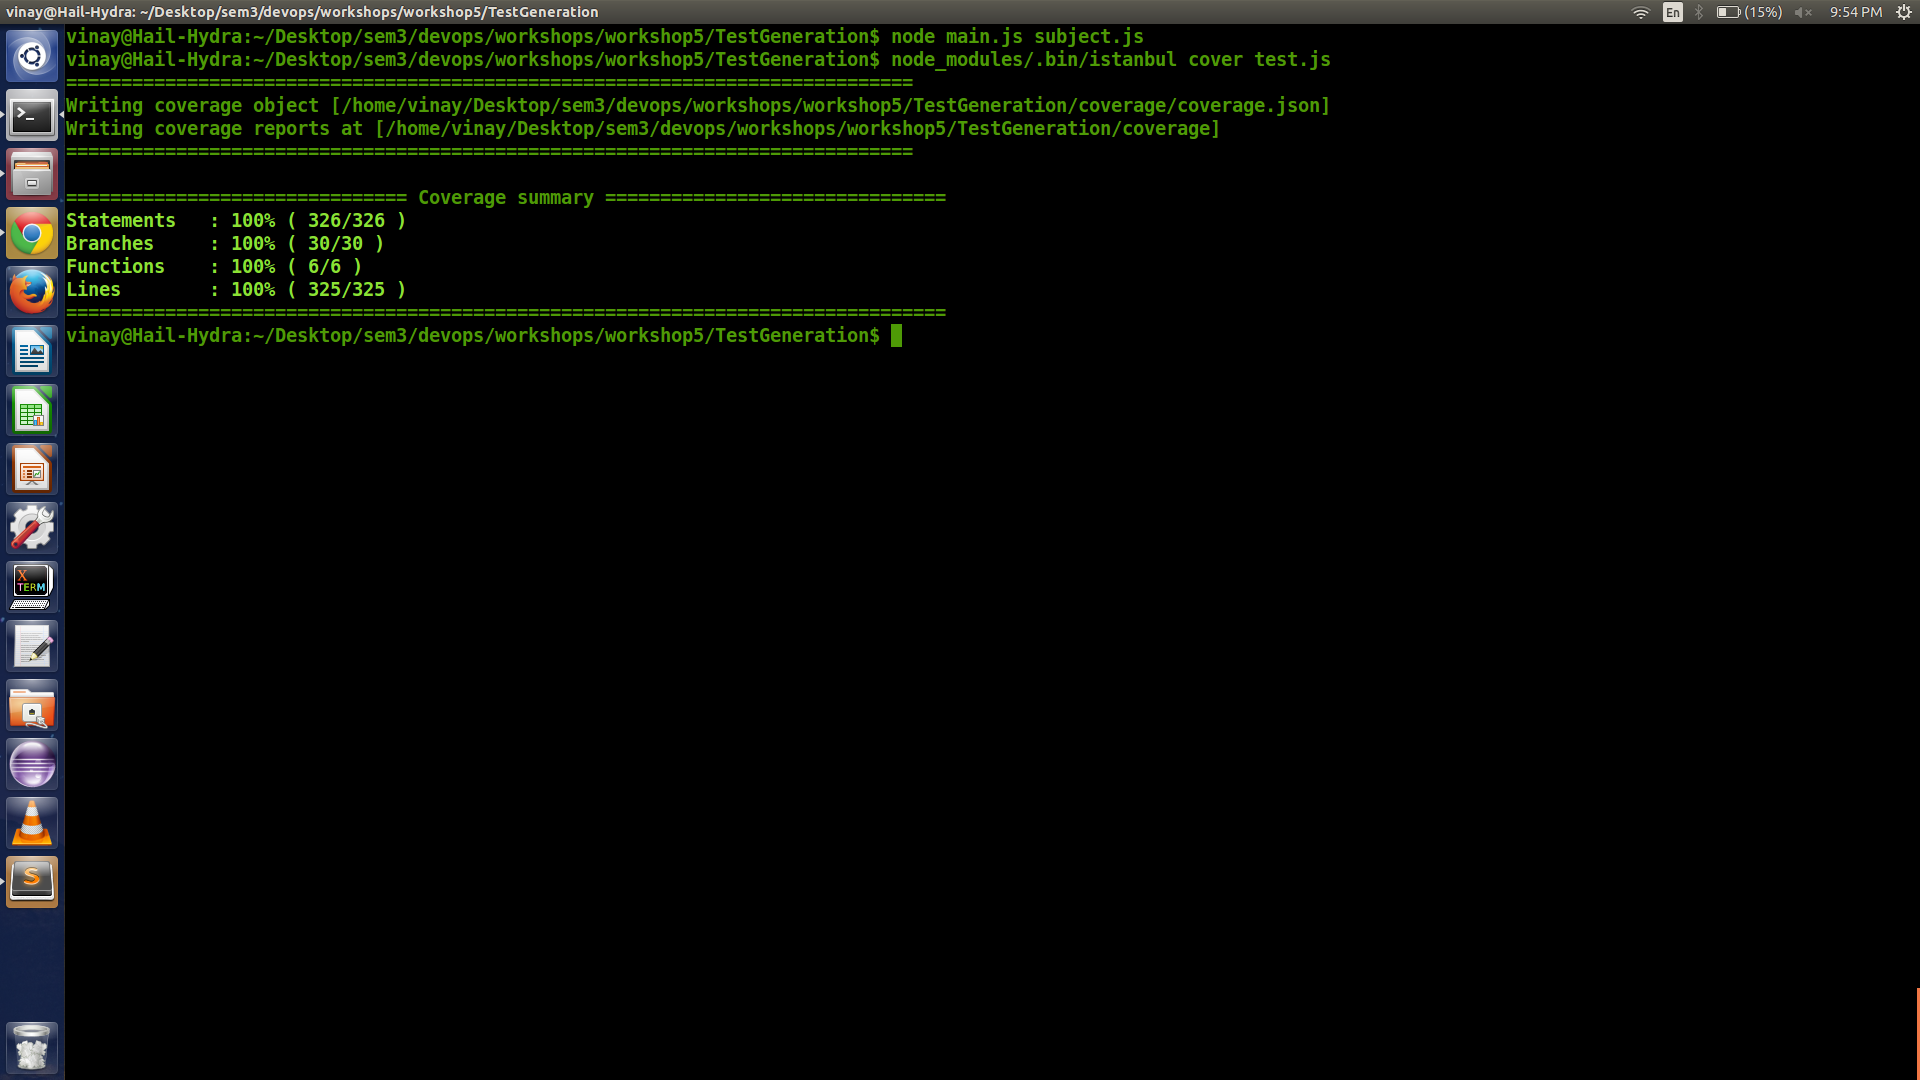 vinay@Hail-Hydra: ~/Desktop/sem3/devops/workshops/workshop5/TestGeneration
En
(15%)
9:54 PM
vinay@Hail-Hydra:~/Desktop/sem3/devops/workshops/workshop5/TestGeneration$ node main.js subject.js
vinay@Hail-Hydra:~/Desktop/sem3/devops/workshops/workshop5/TestGeneration$ node_modules/.bin/istanbul cover test.js
=============================================================================
Writing coverage object [/home/vinay/Desktop/sem3/devops/workshops/workshop5/TestGeneration/coverage/coverage.json]
Writing coverage reports at [/home/vinay/Desktop/sem3/devops/workshops/workshop5/TestGeneration/coverage]
=============================================================================
=============================== Coverage summary ===============================
Statements   : 100% ( 326/326 )
Branches     : 100% ( 30/30 )
Functions    : 100% ( 6/6 )
Lines        : 100% ( 325/325 )
================================================================================
vinay@Hail-Hydra:~/Desktop/sem3/devops/workshops/workshop5/TestGeneration$
X
TERM
S